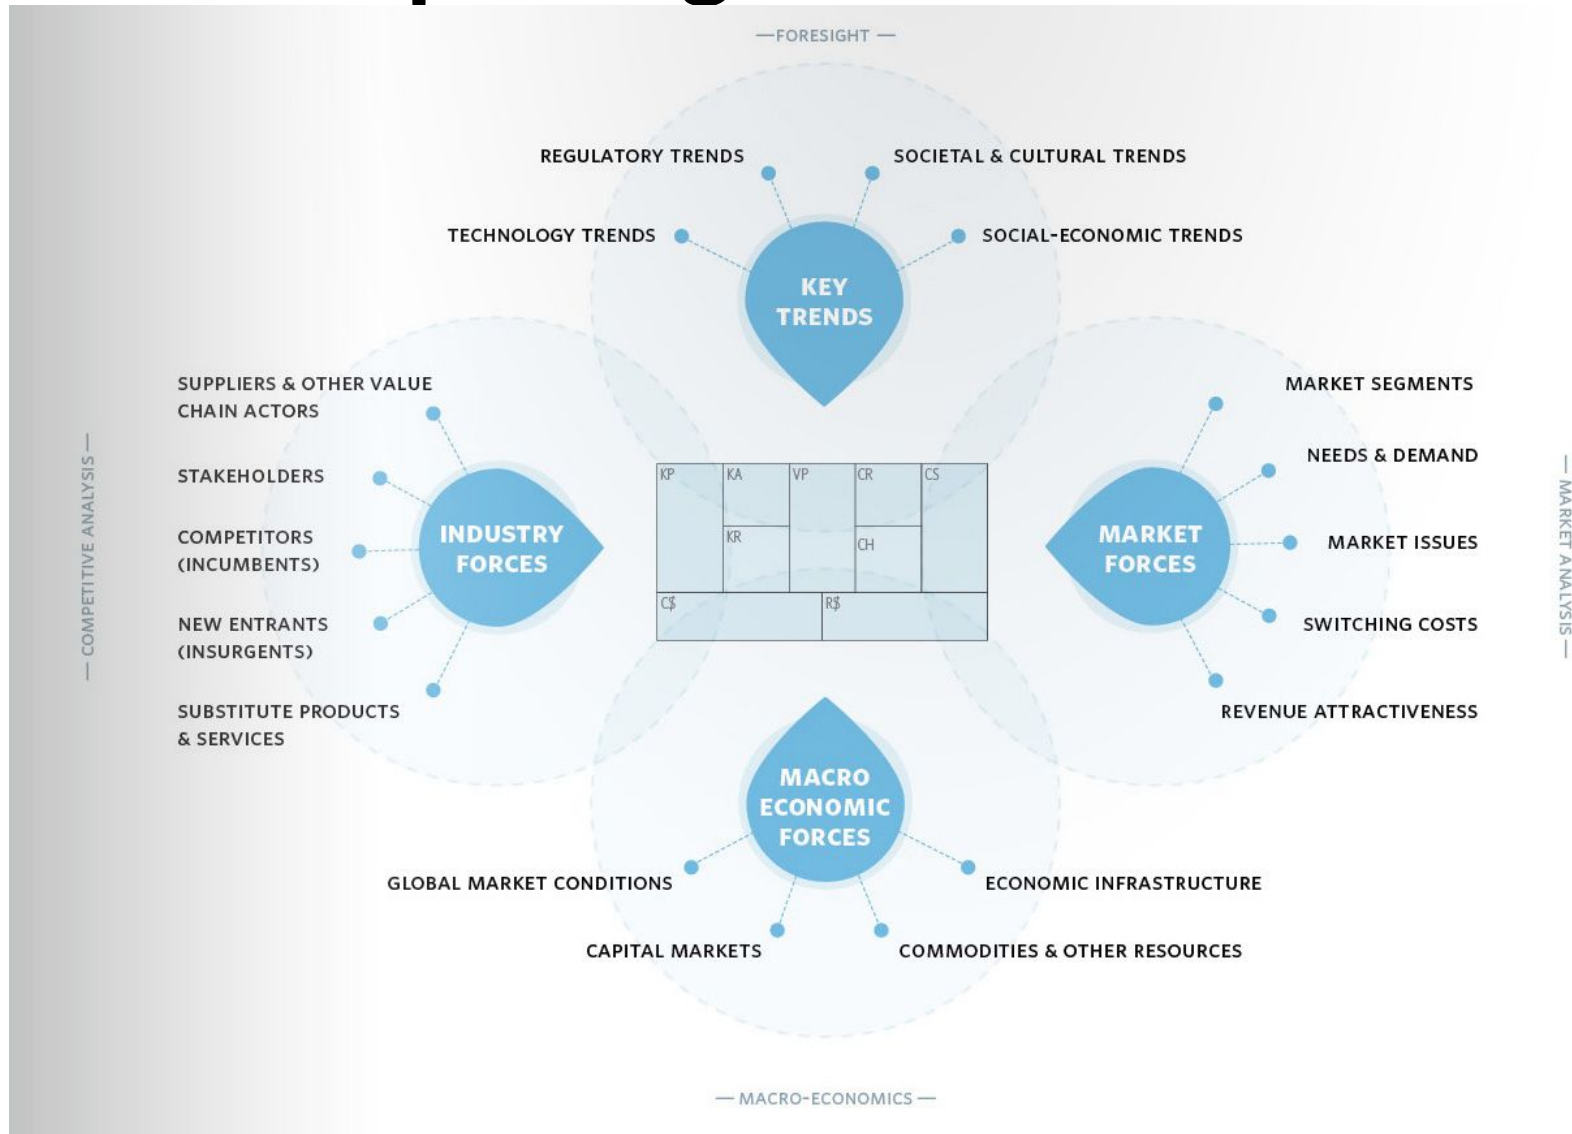 — FORESIGHT —
REGULATORY TRENDS
SOCIETAL & CULTURAL TRENDS
TECHNOLOGY TRENDS
SOCIAL-ECONOMIC TRENDS
KEY
TRENDS
— COMPETITIVE ANALYSIS —
SUPPLIERS & OTHER VALUE
CHAIN ACTORS
STAKEHOLDERS
COMPETITORS
(INCUMBENTS)
NEW ENTRANTS
(INSURGENTS)
SUBSTITUTE PRODUCTS
& SERVICES
INDUSTRY
FORCES
KP
KA
VP
CR
CS
KR
CH
C$
R$
MARKET
FORCES
MARKET SEGMENTS
NEEDS & DEMAND
MARKET ISSUES
SWITCHING COSTS
REVENUE ATTRACTIVENESS
— MARKET ANALYSIS —
MACRO
ECONOMIC
FORCES
GLOBAL MARKET CONDITIONS
ECONOMIC INFRASTRUCTURE
CAPITAL MARKETS
COMMODITIES & OTHER RESOURCES
— MACRO-ECONOMICS —